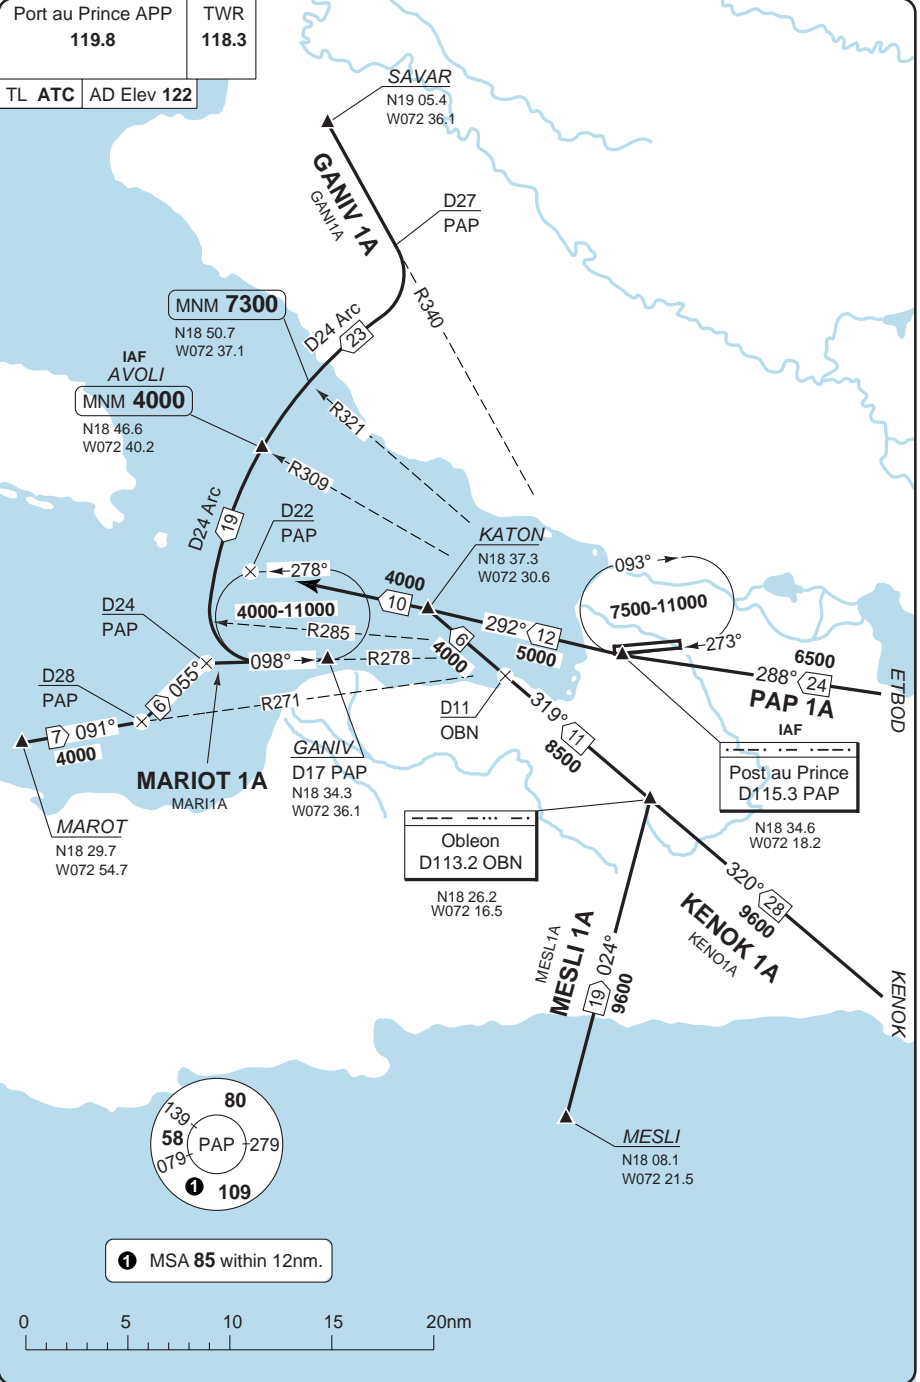 Port au Prince APP
119.8
TWR
118.3
TL ATC
AD Elev 122
SAVAR
N19 05.4
W072 36.1
GANIV 1A
GANI1A
D27
PAP
R340
MNM 7300
N18 50.7
W072 37.1
D24 Arc
23
IAF
AVOLI
MNM 4000
N18 46.6
W072 40.2
R321
R309
D24 Arc
19
D22
PAP
278°
4000-11000
R285
KATON
N18 37.3
W072 30.6
4000
10
093°
7500-11000
273°
292°
12
5000
6
4000
D24
PAP
098°
R278
D28
PAP
6
055°
R271
7
091°
4000
D11
OBN
319°
11
8500
6500
288°
24
PAP 1A
ETBOD
IAF
Post au Prince
D115.3 PAP
N18 34.6
W072 18.2
MARIOT 1A
MARI1A
GANIV
D17 PAP
N18 34.3
W072 36.1
MAROT
N18 29.7
W072 54.7
Obleon
D113.2 OBN
N18 26.2
W072 16.5
320°
28
9600
KENOK 1A
KENO1A
KENOK
MESL1A
MESLI 1A
024°
19
9600
MESLI
N18 08.1
W072 21.5
80
139
58
PAP
279
079
1
109
1 MSA 85 within 12nm.
0 5 10 15 20nm